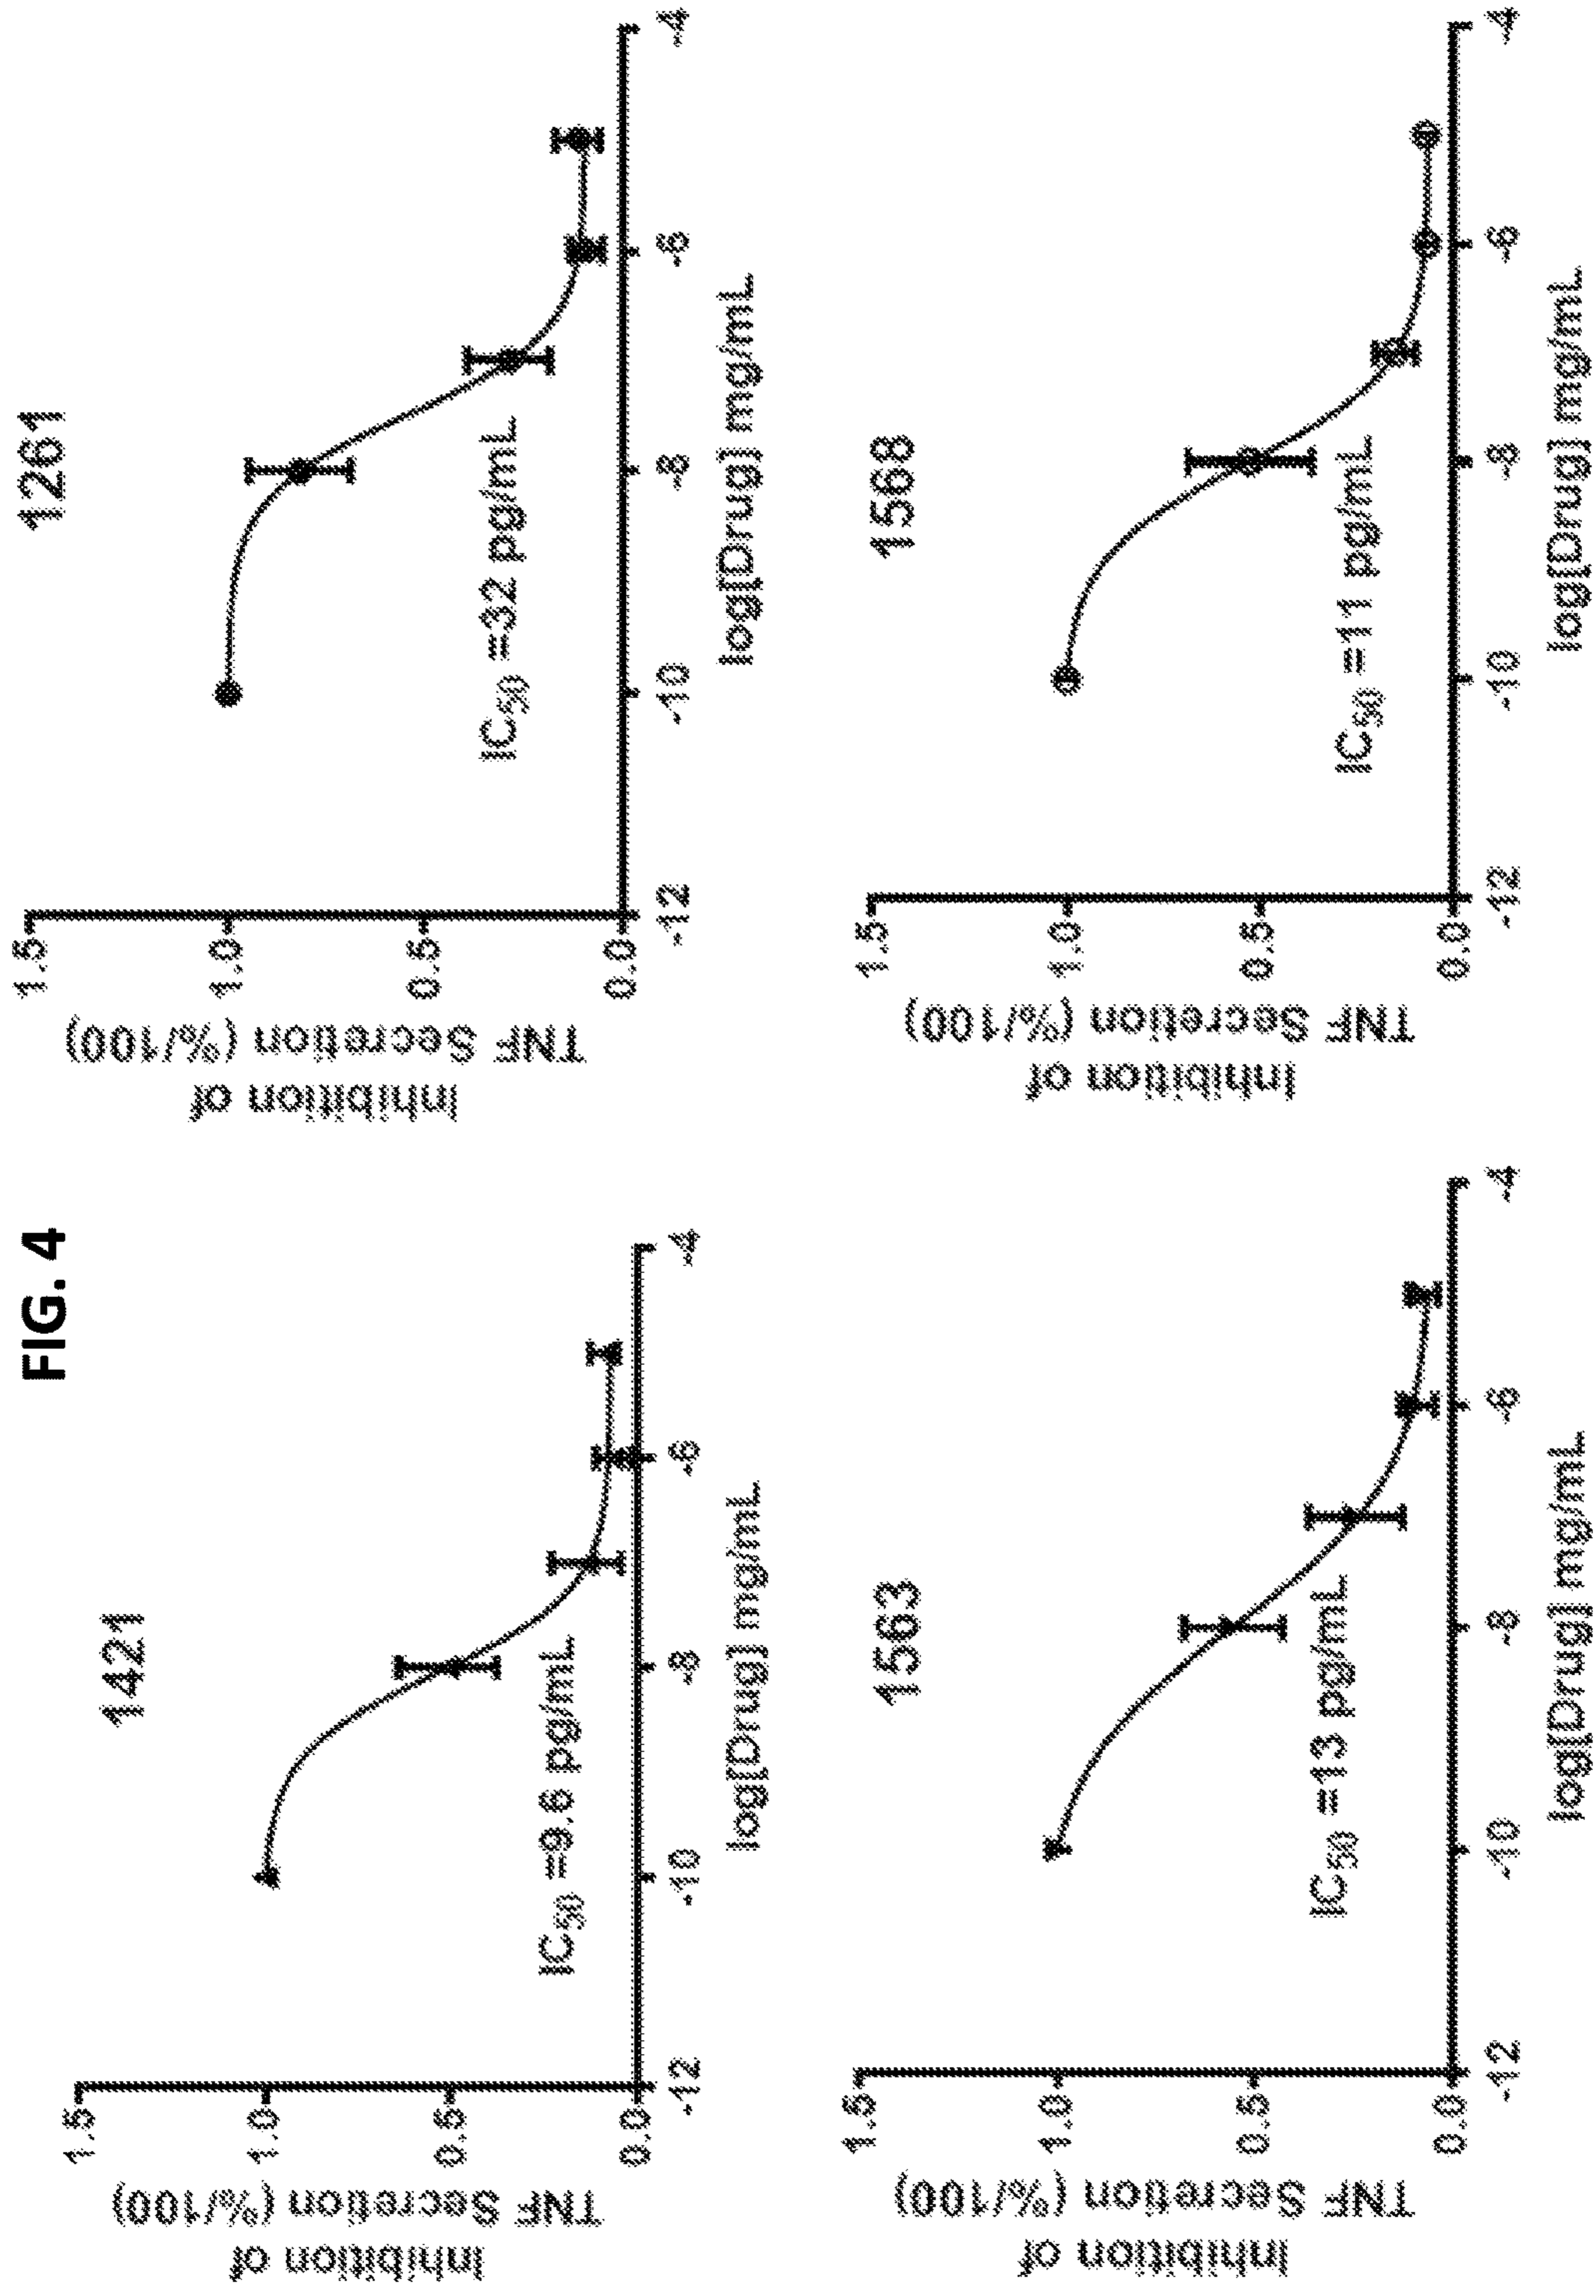 FIG. 4
1421
Inhibition of
TNF Secretion (%/100)
1.5
1.0
0.5
0.0
IC50 =9.6 pg/mL
-12
-10
-8
-6
-4
log[Drug] mg/mL
1261
Inhibition of
TNF Secretion (%/100)
1.5
1.0
0.5
0.0
IC50 =32 pg/mL
-12
-10
-8
-6
-4
log[Drug] mg/mL
1563
Inhibition of
TNF Secretion (%/100)
1.5
1.0
0.5
0.0
IC50 =13 pg/mL
-12
-10
-8
-6
-4
log[Drug] mg/mL
1568
Inhibition of
TNF Secretion (%/100)
1.5
1.0
0.5
0.0
IC50 =11 pg/mL
-12
-10
-8
-6
-4
log[Drug] mg/mL